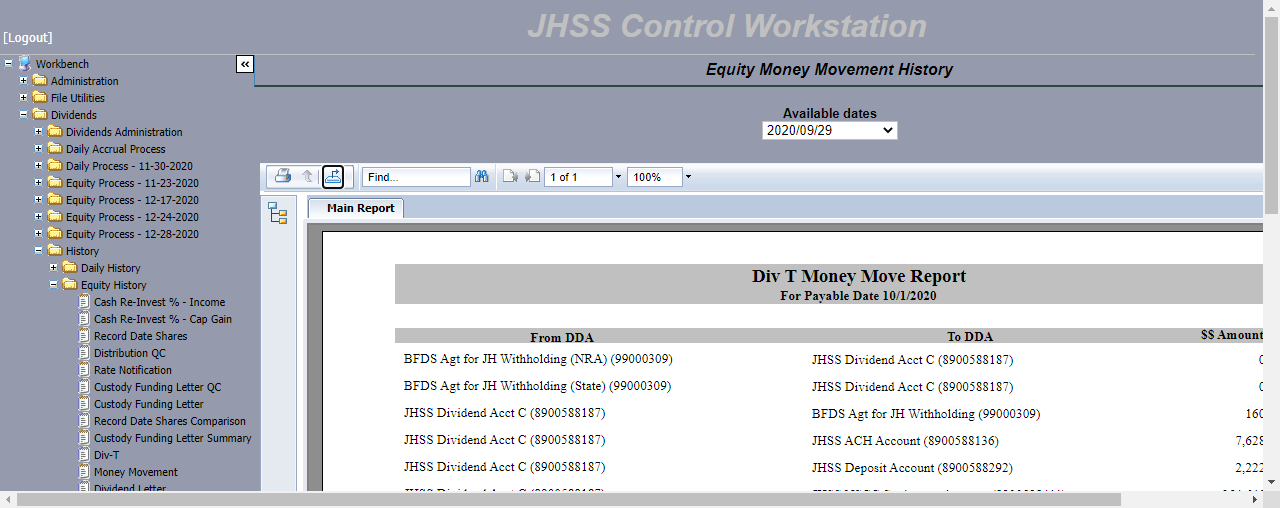 JHSS Control Workstation
[Logout]
Workbench
Administration
File Utilities
Dividends
Dividends Administration
Daily Accrual Process
Daily Process - 11-30-2020
Equity Process - 11-23-2020
Equity Process - 12-17-2020
Equity Process - 12-24-2020
Equity Process - 12-28-2020
History
Daily History
Equity History
Cash Re-Invest % - Income
Cash Re-Invest % - Cap Gain
Record Date Shares
Distribution QC
Rate Notification
Custody Funding Letter QC
Custody Funding Letter
Record Date Shares Comparison
Custody Funding Letter Summary
Div-T
Money Movement
Dividend Letter
Equity Money Movement History
Available dates
2020/09/29
Find... 1 of 1 100%
Main Report
Div T Money Move Report
For Payable Date 10/1/2020
From DDA To DDA $$ Amount
BFDS Agt for JH Withholding (NRA) (99000309) JHSS Dividend Acct C (8900588187) 0
BFDS Agt for JH Withholding (State) (99000309) JHSS Dividend Acct C (8900588187) 0
JHSS Dividend Acct C (8900588187) BFDS Agt for JH Withholding (99000309) 160
JHSS Dividend Acct C (8900588187) JHSS ACH Account (8900588136) 7,628
JHSS Dividend Acct C (8900588187) JHSS Deposit Account (8900588292) 2,222